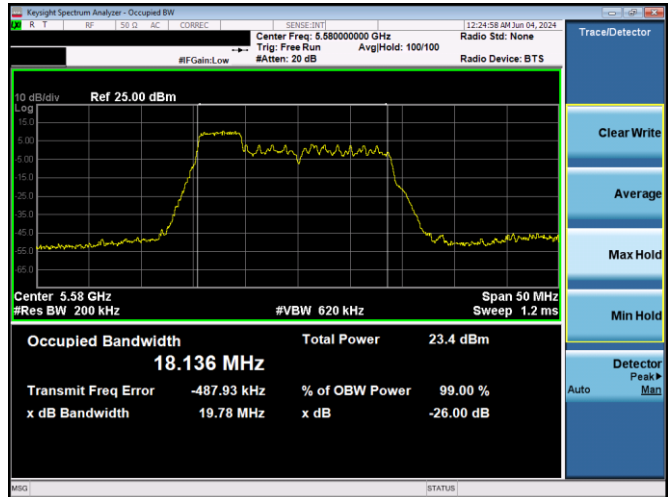 Keysight Spectrum Analyzer - Occupied BW
LXI R T RF 50 Ω AC CORREC SENSE:INT 12:24:58 AM Jun 04, 2024
Center Freq: 5.580000000 GHz Radio Std: None
Trig: Free Run Avg|Hold: 100/100
#IFGain:Low #Atten: 20 dB Radio Device: BTS
Trace/Detector
10 dB/div Ref 25.00 dBm
Log
15.0
5.00
-5.00
-15.0
-25.0
-35.0
-45.0
-55.0
-65.0
Center 5.58 GHz Span 50 MHz
#Res BW 200 kHz #VBW 620 kHz Sweep 1.2 ms
Occupied Bandwidth Total Power 23.4 dBm
18.136 MHz
Transmit Freq Error -487.93 kHz % of OBW Power 99.00 %
x dB Bandwidth 19.78 MHz x dB -26.00 dB
Clear Write
Average
Max Hold
Min Hold
Detector
Peak▶
Auto Man
MSG STATUS